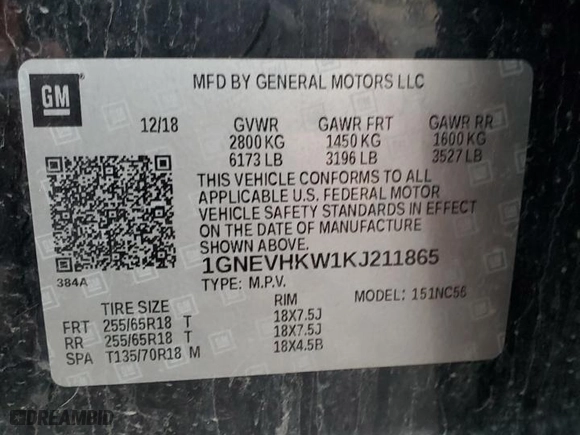 GM
MFD BY GENERAL MOTORS LLC
12/18 GVWR GAWR FRT GAWR RR
2800 KG 1450 KG 1600 KG
6173 LB 3196 LB 3527 LB
THIS VEHICLE CONFORMS TO ALL
APPLICABLE U.S. FEDERAL MOTOR
VEHICLE SAFETY STANDARDS IN EFFECT
ON THE DATE OF MANUFACTURE
SHOWN ABOVE.
384A
1GNEVHKW1KJ211865
TYPE: M.P.V. MODEL: 151NC56
TIRE SIZE RIM
FRT 255/65R18 T 18X7.5J
RR 255/65R18 T 18X7.5J
SPA T135/70R18 M 18X4.5B
DREAMBID